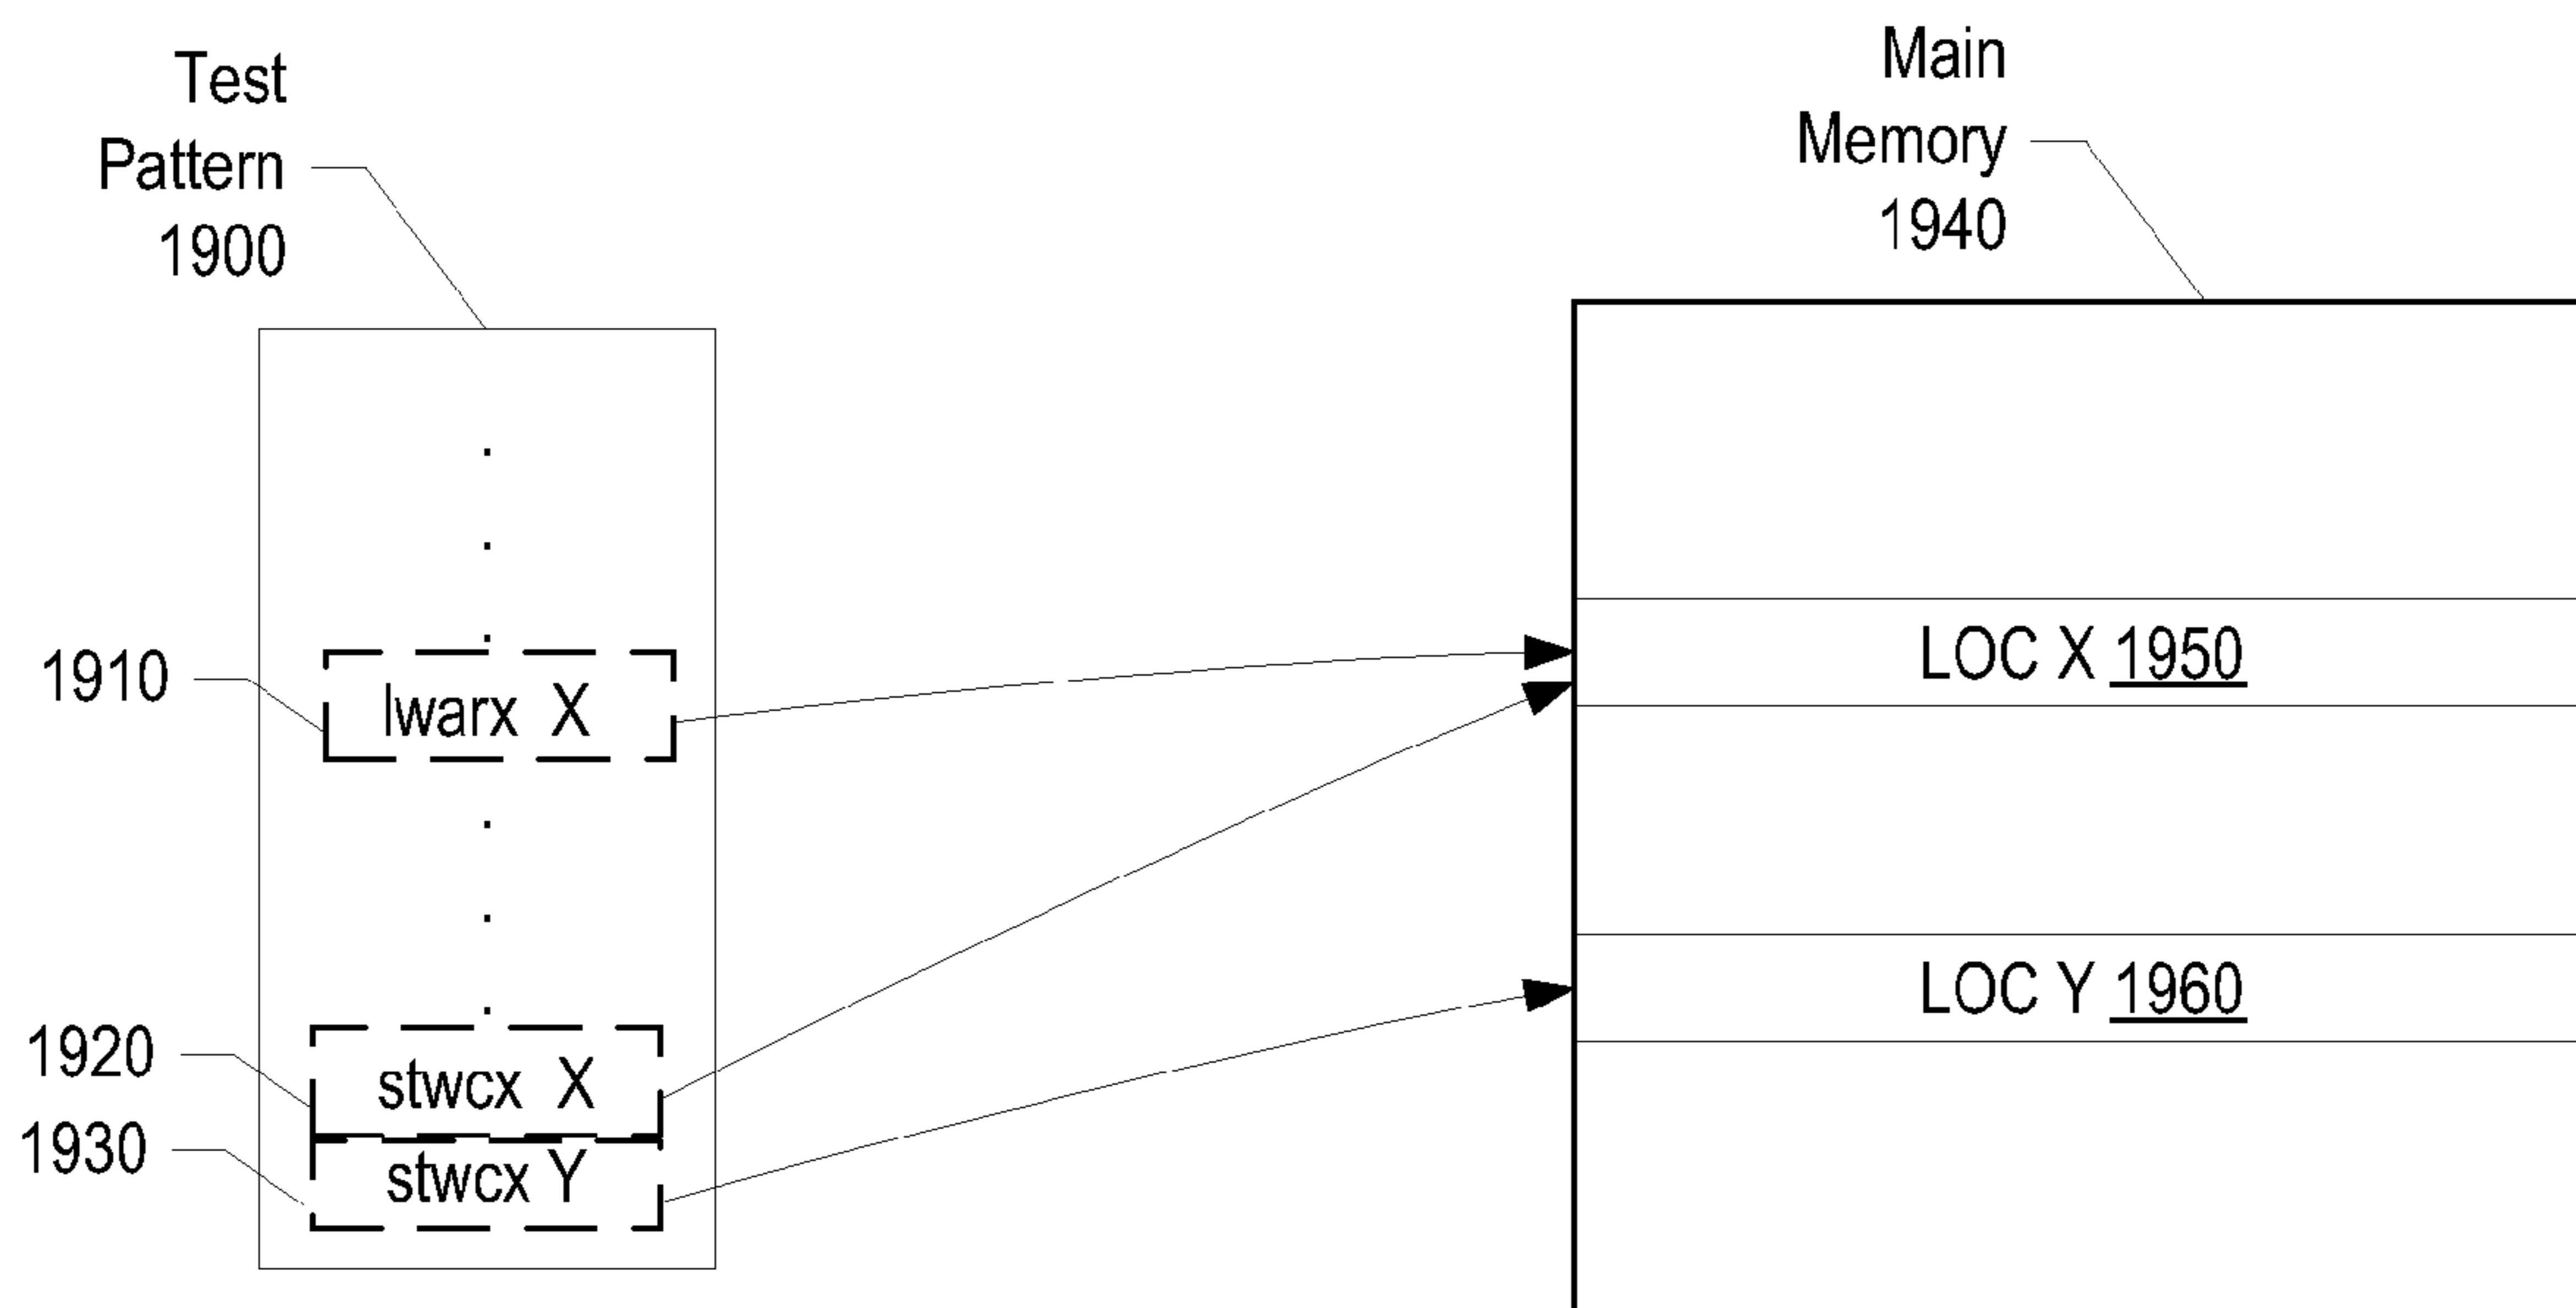 Test
Pattern
1900
Main
Memory
1940
1910
lwarx X
LOC X 1950
1920
stwcx X
1930
stwcx Y
LOC Y 1960